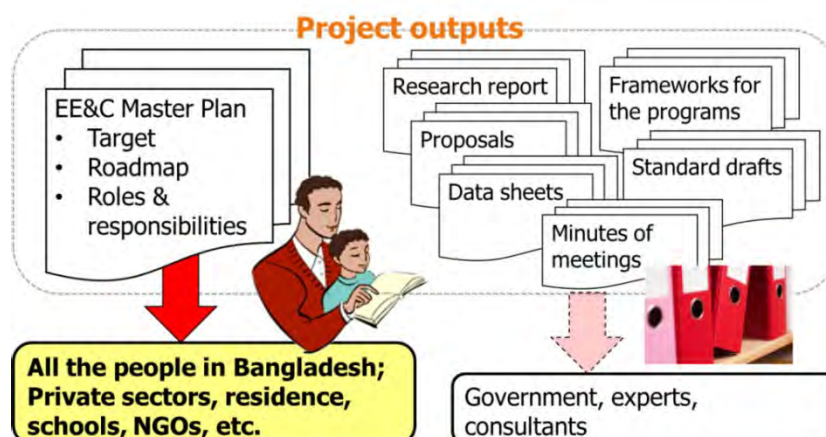 Project outputs
EE&C Master Plan
• Target
• Roadmap
• Roles &
responsibilities
Research report
Proposals
Data sheets
Frameworks for
the programs
Standard drafts
Minutes of
meetings
All the people in Bangladesh;
Private sectors, residence,
schools, NGOs, etc.
Government, experts,
consultants